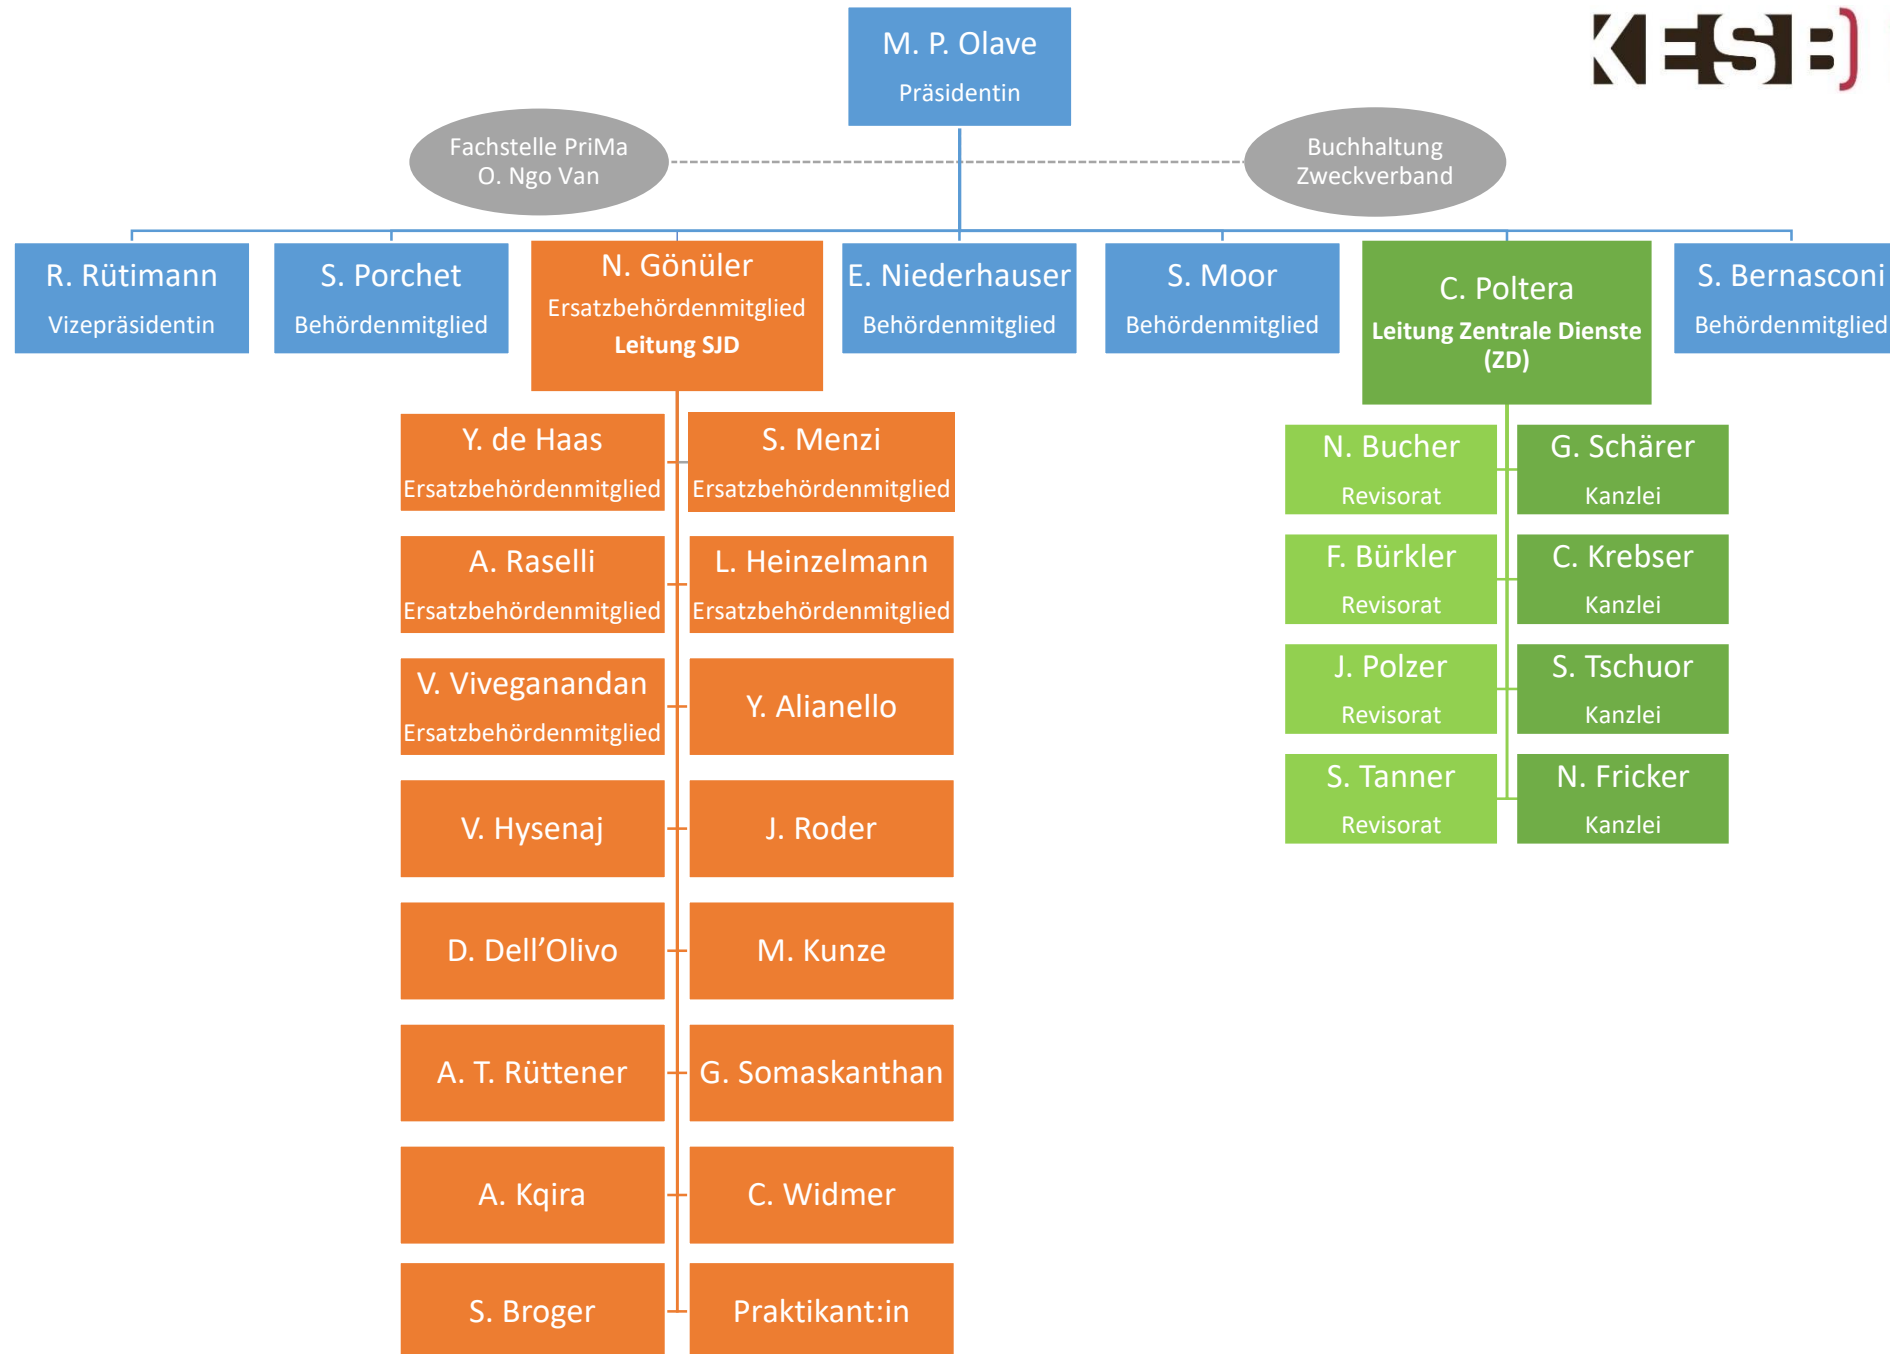 M. P. Olave
Präsidentin
KESB
Fachstelle PriMa
O. Ngo Van
Buchhaltung
Zweckverband
R. Rütimann
Vizepräsidentin
S. Porchet
Behördenmitglied
N. Gönüler
Ersatzbehördenmitglied
Leitung SJD
E. Niederhauser
Behördenmitglied
S. Moor
Behördenmitglied
C. Poltera
Leitung Zentrale Dienste
(ZD)
S. Bernasconi
Behördenmitglied
Y. de Haas
Ersatzbehördenmitglied
S. Menzi
Ersatzbehördenmitglied
A. Raselli
Ersatzbehördenmitglied
L. Heinzelmann
Ersatzbehördenmitglied
V. Viveganandan
Ersatzbehördenmitglied
Y. Alianello
V. Hysenaj
J. Roder
D. Dell’Olivo
M. Kunze
A. T. Rüttener
G. Somaskanthan
A. Kqira
C. Widmer
S. Broger
Praktikant:in
N. Bucher
Revisorat
G. Schärer
Kanzlei
F. Bürkler
Revisorat
C. Krebser
Kanzlei
J. Polzer
Revisorat
S. Tschuor
Kanzlei
S. Tanner
Revisorat
N. Fricker
Kanzlei